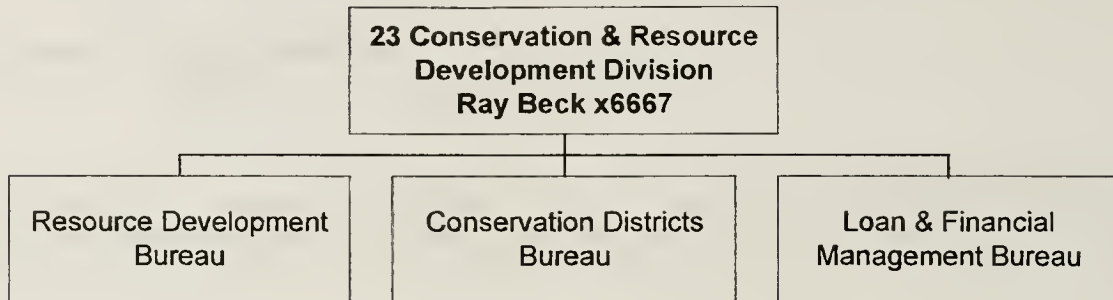 23 Conservation & Resource
Development Division
Ray Beck x6667
Resource Development
Bureau
Conservation Districts
Bureau
Loan & Financial
Management Bureau